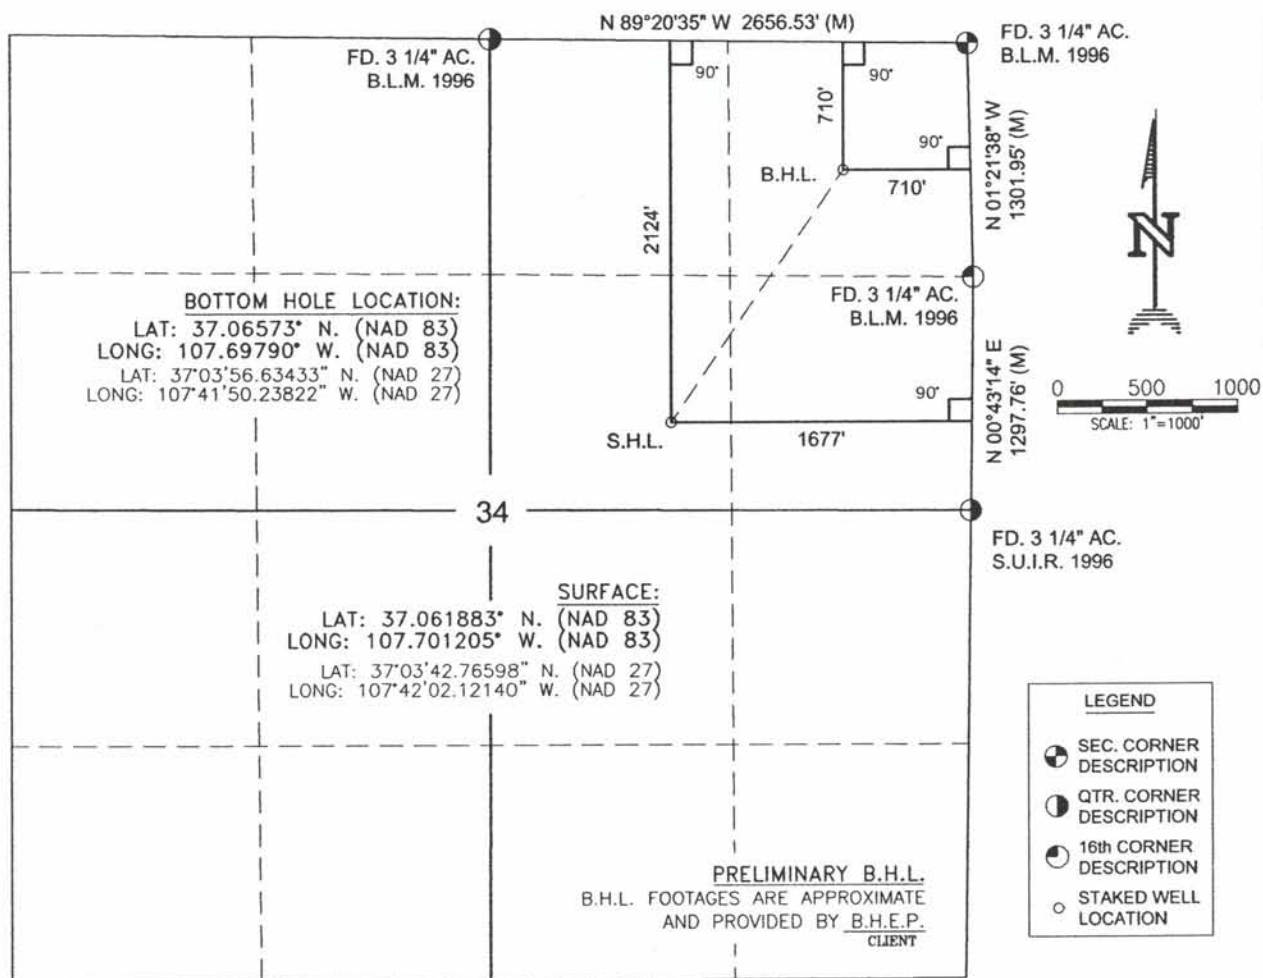 N 89°20'35" W 2656.53' (M)
FD. 3 1/4" AC.
B.L.M. 1996
FD. 3 1/4" AC.
B.L.M. 1996
90°
90°
710'
90°
B.H.L.
710'
N 01°21'38" W
1301.95' (M)
N
2124'
FD. 3 1/4" AC.
B.L.M. 1996
BOTTOM HOLE LOCATION:
LAT: 37.06573° N. (NAD 83)
LONG: 107.69790° W. (NAD 83)
LAT: 37°03'56.63433" N. (NAD 27)
LONG: 107°41'50.23822" W. (NAD 27)
90°
N 00°43'14" E
1297.76' (M)
0 500 1000
SCALE: 1"=1000'
S.H.L.
1677'
34
FD. 3 1/4" AC.
S.U.I.R. 1996
SURFACE:
LAT: 37.061883° N. (NAD 83)
LONG: 107.701205° W. (NAD 83)
LAT: 37°03'42.76598" N. (NAD 27)
LONG: 107°42'02.12140" W. (NAD 27)
LEGEND
SEC. CORNER
DESCRIPTION
QTR. CORNER
DESCRIPTION
16th CORNER
DESCRIPTION
STAKED WELL
LOCATION
PRELIMINARY B.H.L.
B.H.L. FOOTAGES ARE APPROXIMATE
AND PROVIDED BY B.H.E.P.
CLIENT